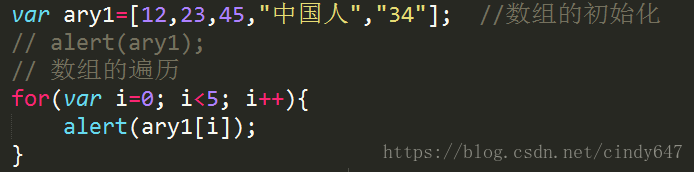 var ary1=[12,23,45,"中国人","34"];  //数组的初始化
// alert(ary1);
// 数组的遍历
for(var i=0; i<5; i++){
    alert(ary1[i]);
}
https://blog.csdn.net/cindy647